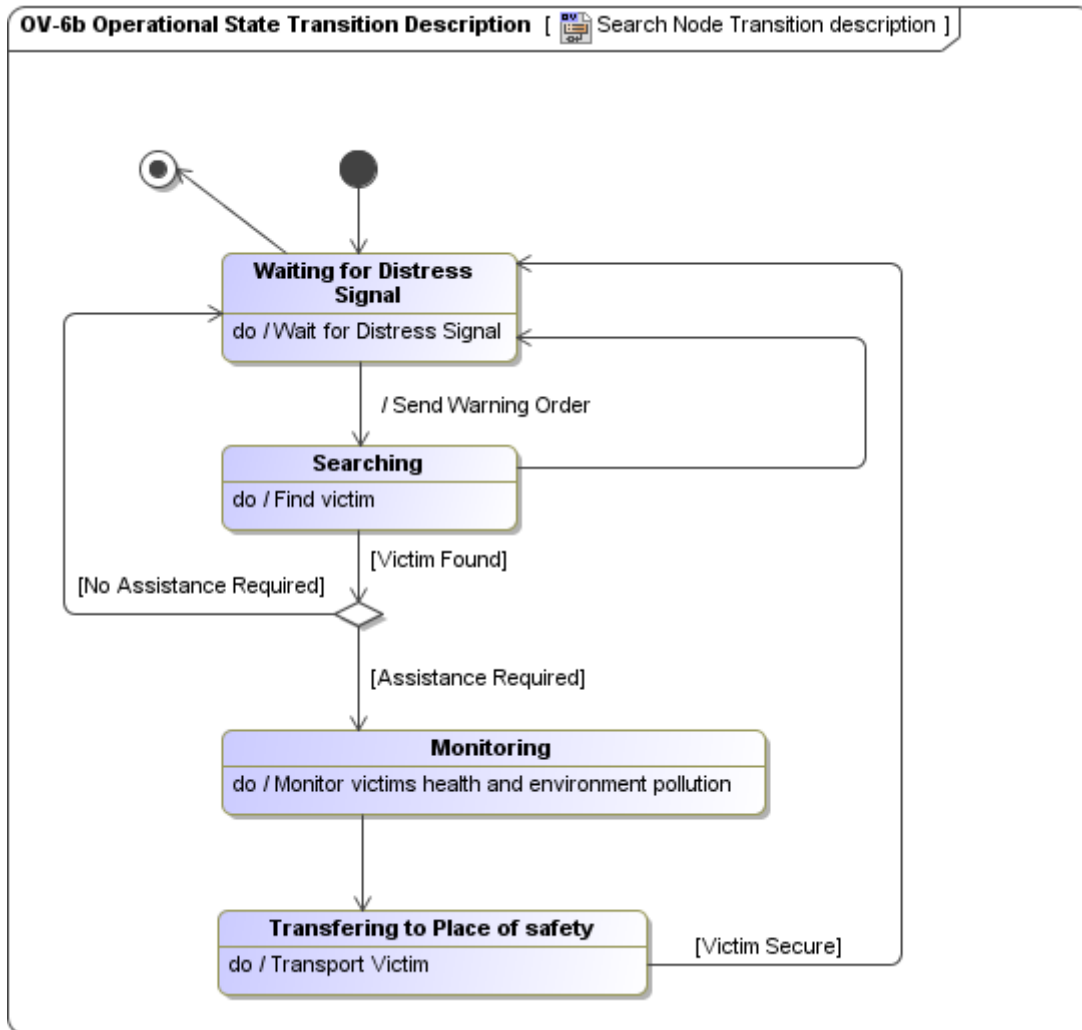 OV-6b Operational State Transition Description [ Search Node Transition description ]
Waiting for Distress
Signal
do / Wait for Distress Signal
/ Send Warning Order
Searching
do / Find victim
[Victim Found]
[No Assistance Required]
[Assistance Required]
Monitoring
do / Monitor victims health and environment pollution
Transfering to Place of safety
do / Transport Victim
[Victim Secure]